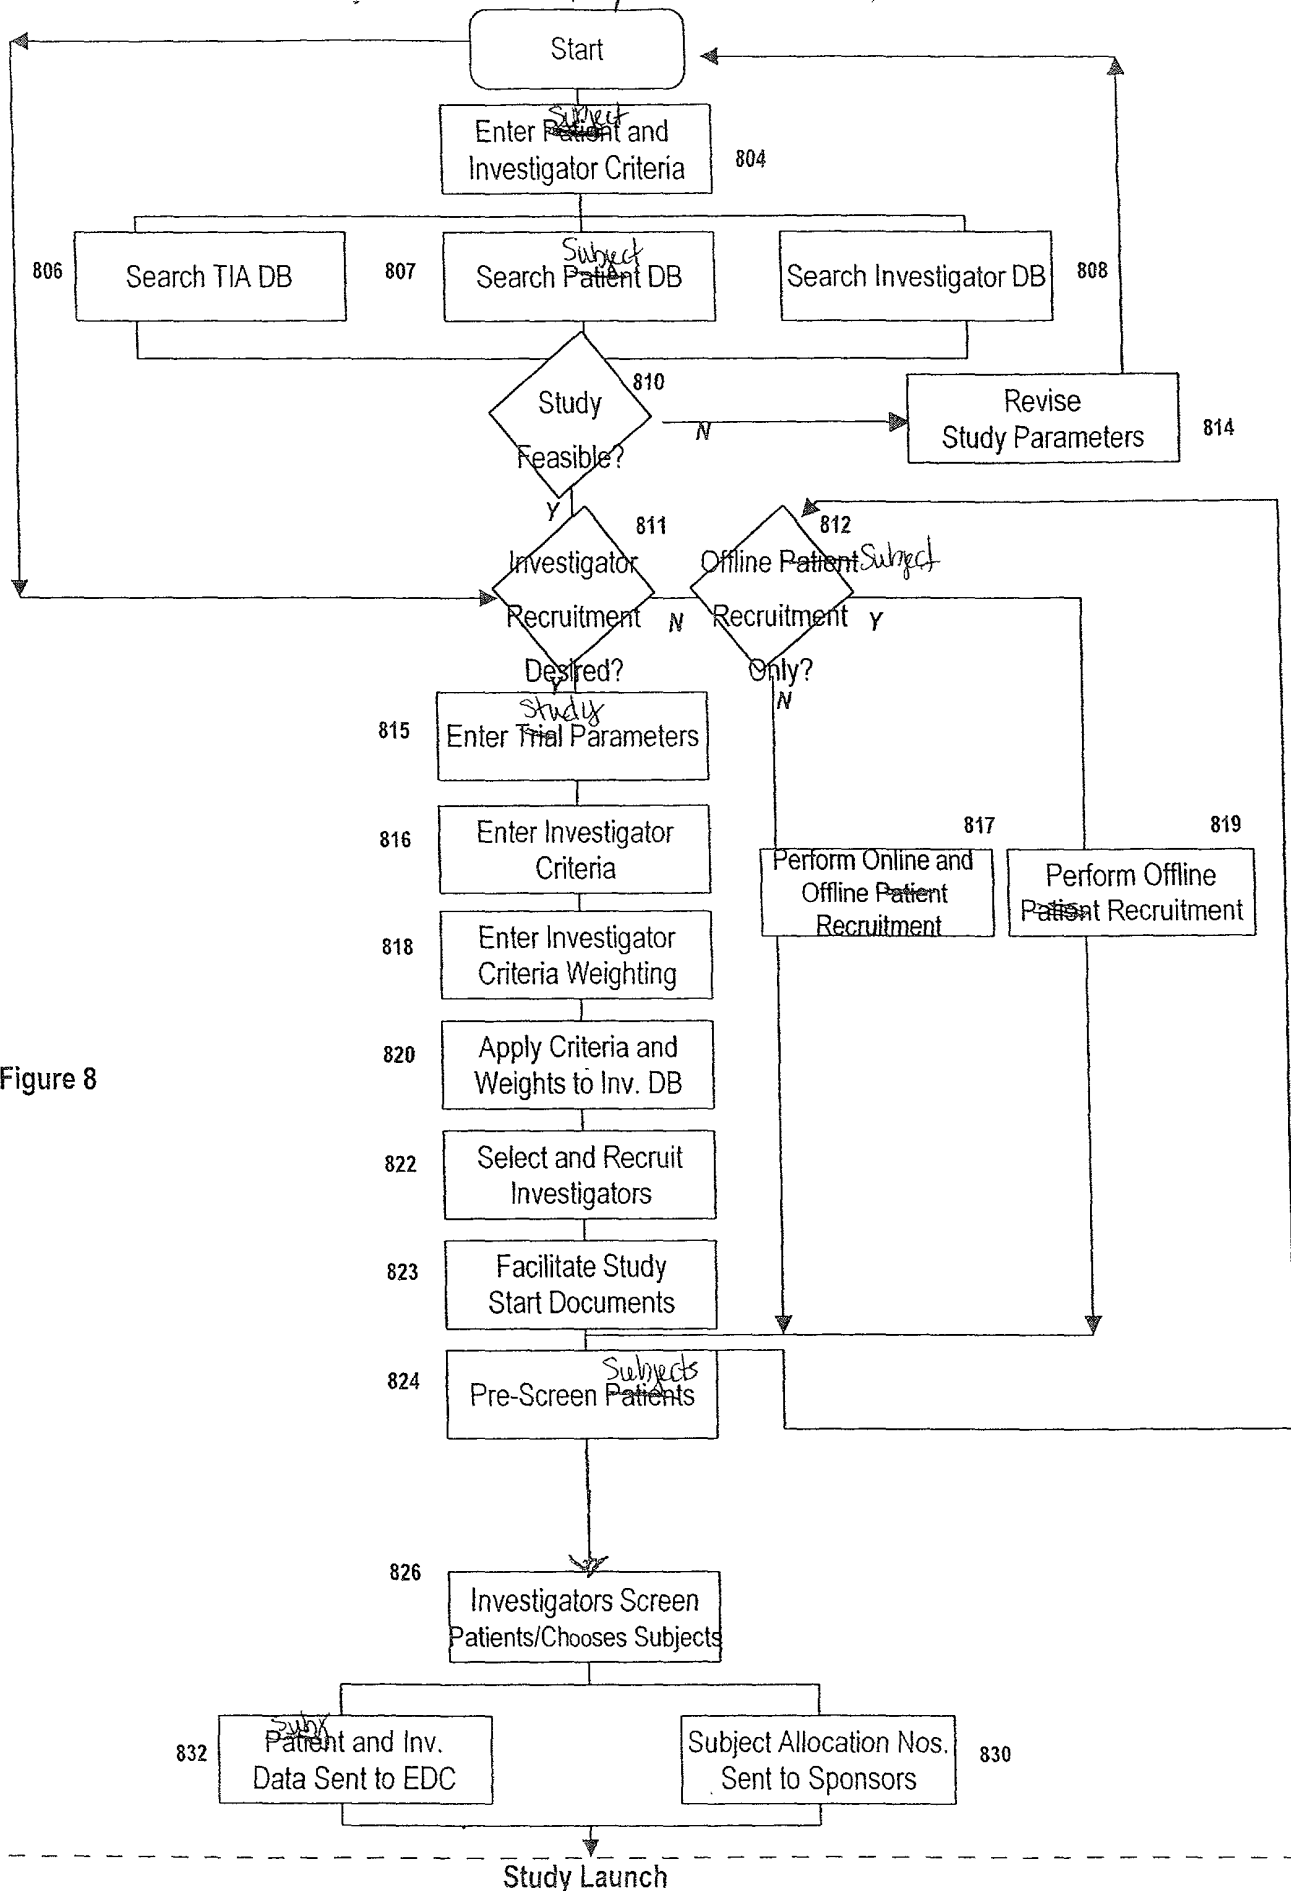 Start
Subject
Enter Patient and
Investigator Criteria
804
806
Search TIA DB
807
Subject
Search Patient DB
Search Investigator DB
808
810
Study
Feasible?
N
Y
Revise
Study Parameters
814
811
Investigator
Recruitment
Desired?
N
Y
812
Offline Patient Subject
Recruitment
Only?
Y
N
815
Study
Enter Trial Parameters
816
Enter Investigator
Criteria
817
Perform Online and
Offline Patient
Recruitment
819
Perform Offline
Patient Recruitment
818
Enter Investigator
Criteria Weighting
820
Apply Criteria and
Weights to Inv. DB
Figure 8
822
Select and Recruit
Investigators
823
Facilitate Study
Start Documents
824
Subjects
Pre-Screen Patients
826
Investigators Screen
Patients/Chooses Subjects
832
Patient and Inv.
Data Sent to EDC
Subject Allocation Nos.
Sent to Sponsors
830
Study Launch